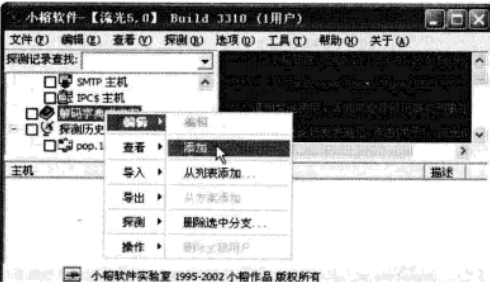 小榕软件-【流光5.0】 Build 3310 (1用户)
文件(F) 编辑(E) 查看(V) 探测(R) 选项(O) 工具(T) 帮助(H) 关于(A)
探测记录查找:
SMTP 主机
IPC$ 主机
解码字典
探测历史
pop.1
编辑 编辑...
查看 添加
导入 从列表添加...
导出 从方案添加
探测 删除选中分支...
操作
主机 描述
小榕软件实验室 1995-2002 小榕作品 版权所有